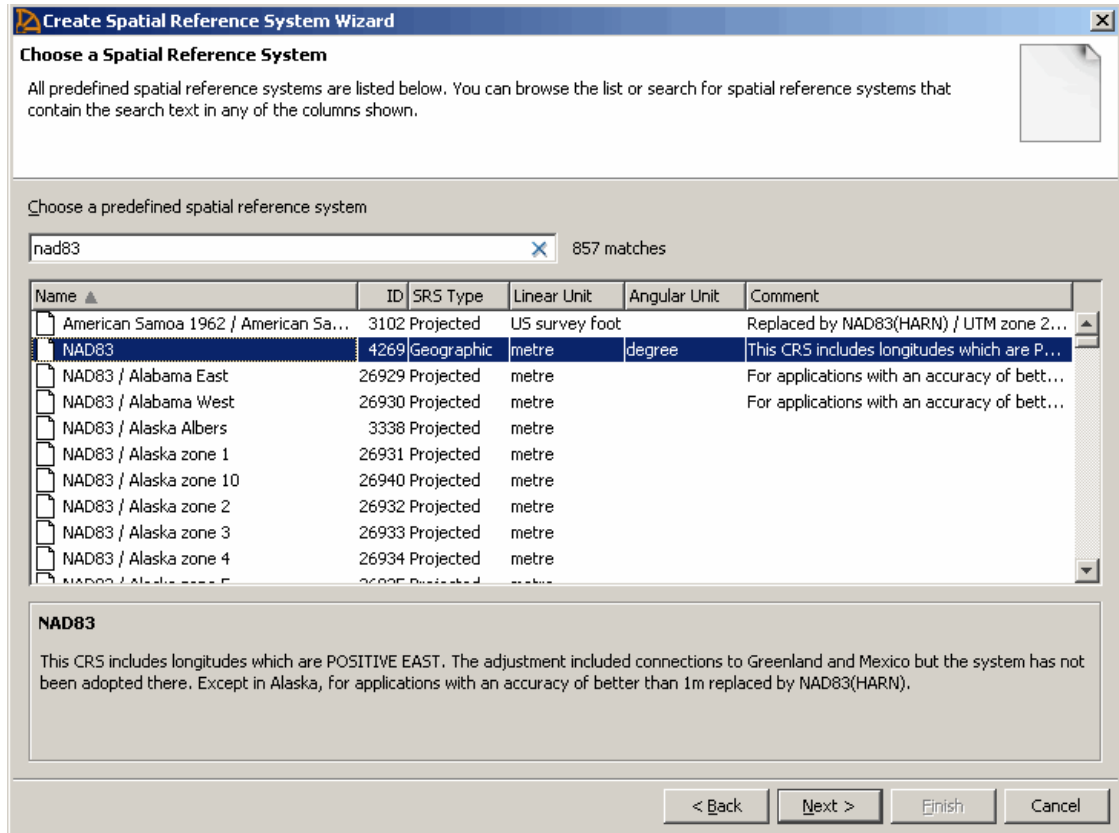 Create Spatial Reference System Wizard
Choose a Spatial Reference System
All predefined spatial reference systems are listed below. You can browse the list or search for spatial reference systems that
contain the search text in any of the columns shown.
Choose a predefined spatial reference system
nad83 857 matches
Name ID SRS Type Linear Unit Angular Unit Comment
American Samoa 1962 / American Sa... 3102 Projected US survey foot Replaced by NAD83(HARN) / UTM zone 2...
NAD83 4269 Geographic metre degree This CRS includes longitudes which are P...
NAD83 / Alabama East 26929 Projected metre For applications with an accuracy of bett...
NAD83 / Alabama West 26930 Projected metre For applications with an accuracy of bett...
NAD83 / Alaska Albers 3338 Projected metre
NAD83 / Alaska zone 1 26931 Projected metre
NAD83 / Alaska zone 10 26940 Projected metre
NAD83 / Alaska zone 2 26932 Projected metre
NAD83 / Alaska zone 3 26933 Projected metre
NAD83 / Alaska zone 4 26934 Projected metre
NAD83
This CRS includes longitudes which are POSITIVE EAST. The adjustment included connections to Greenland and Mexico but the system has not
been adopted there. Except in Alaska, for applications with an accuracy of better than 1m replaced by NAD83(HARN).
< Back Next > Finish Cancel